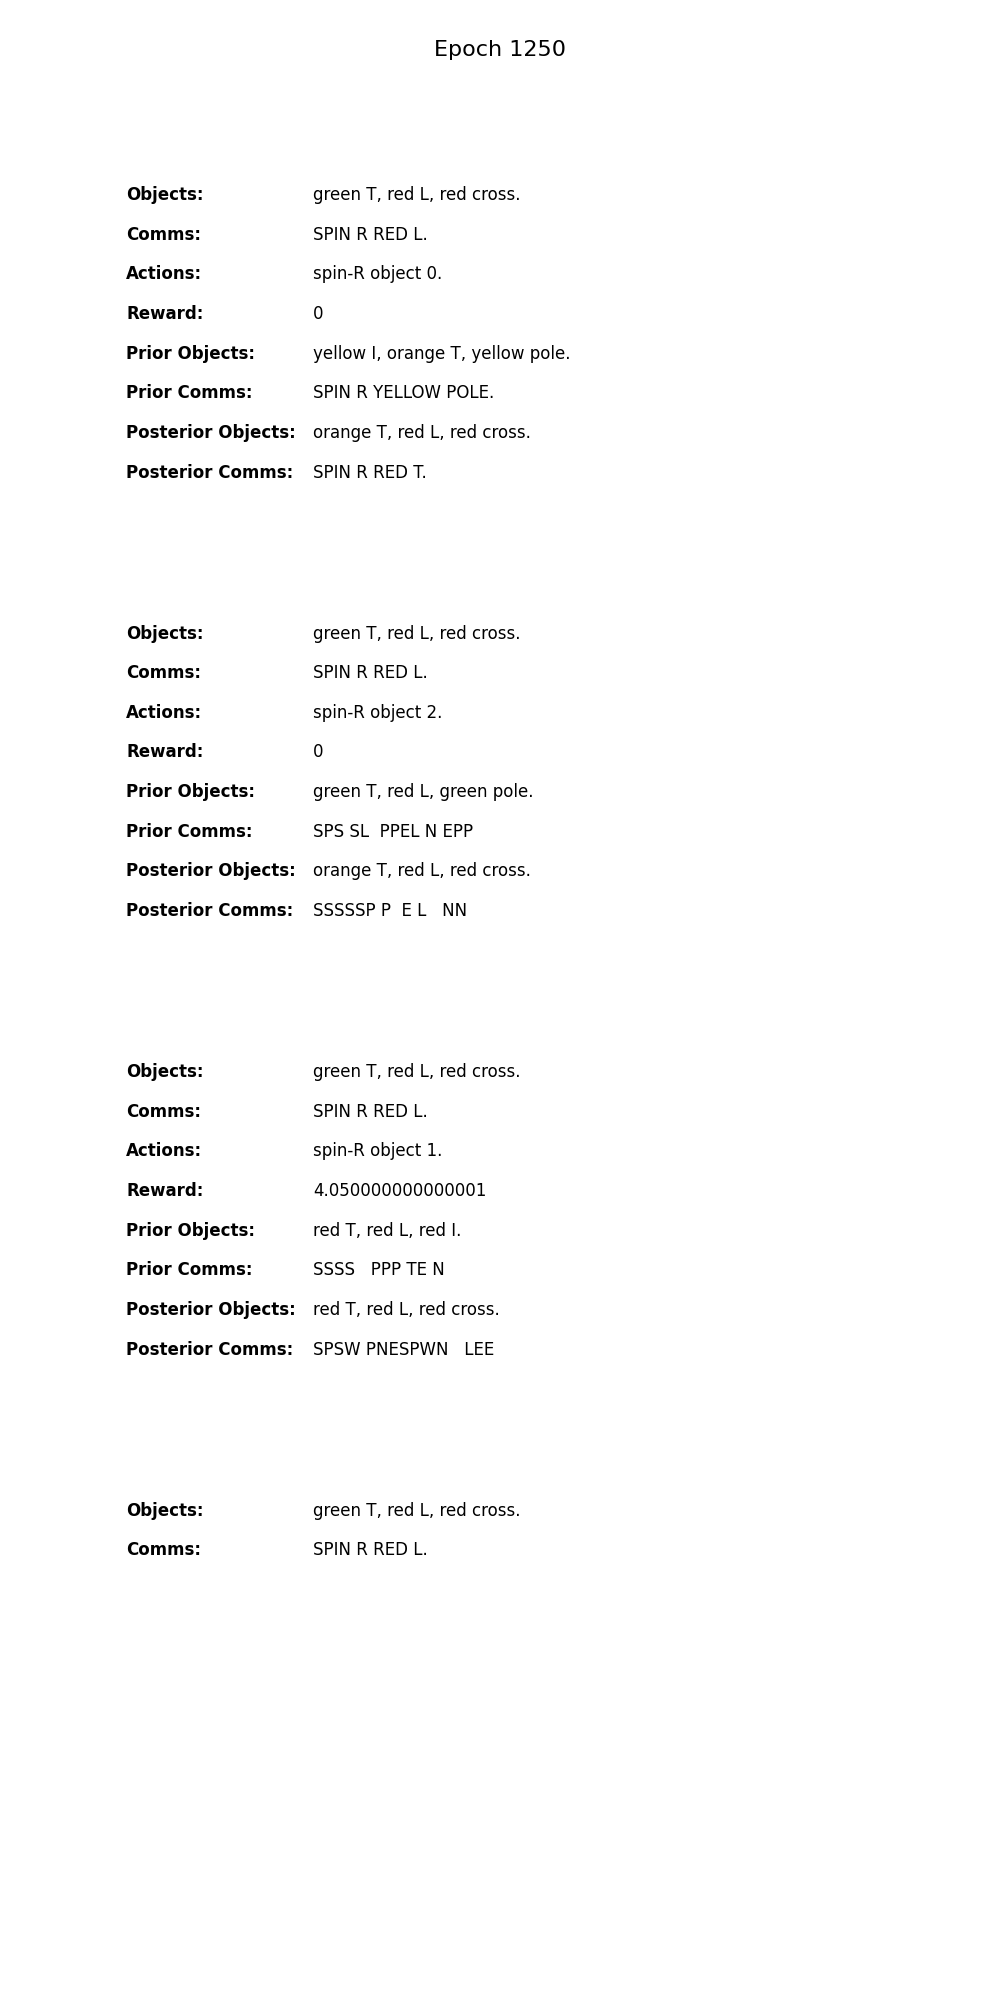 Epoch 1250
Objects: green T, red L, red cross.
Comms: SPIN R RED L.
Actions: spin-R object 0.
Reward: 0
Prior Objects: yellow I, orange T, yellow pole.
Prior Comms: SPIN R YELLOW POLE.
Posterior Objects: orange T, red L, red cross.
Posterior Comms: SPIN R RED T.
Objects: green T, red L, red cross.
Comms: SPIN R RED L.
Actions: spin-R object 2.
Reward: 0
Prior Objects: green T, red L, green pole.
Prior Comms: SPS SL  PPEL N EPP
Posterior Objects: orange T, red L, red cross.
Posterior Comms: SSSSSP P  E L   NN
Objects: green T, red L, red cross.
Comms: SPIN R RED L.
Actions: spin-R object 1.
Reward: 4.050000000000001
Prior Objects: red T, red L, red I.
Prior Comms: SSSS   PPP TE N
Posterior Objects: red T, red L, red cross.
Posterior Comms: SPSW PNESPWN   LEE
Objects: green T, red L, red cross.
Comms: SPIN R RED L.